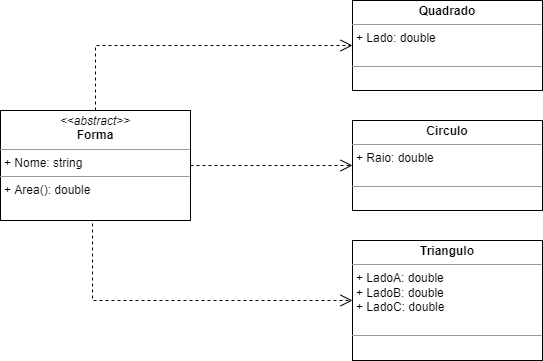 Quadrado
+ Lado: double
<<abstract>>
Forma
+ Nome: string
+ Area(): double
Circulo
+ Raio: double
Triangulo
+ LadoA: double
+ LadoB: double
+ LadoC: double